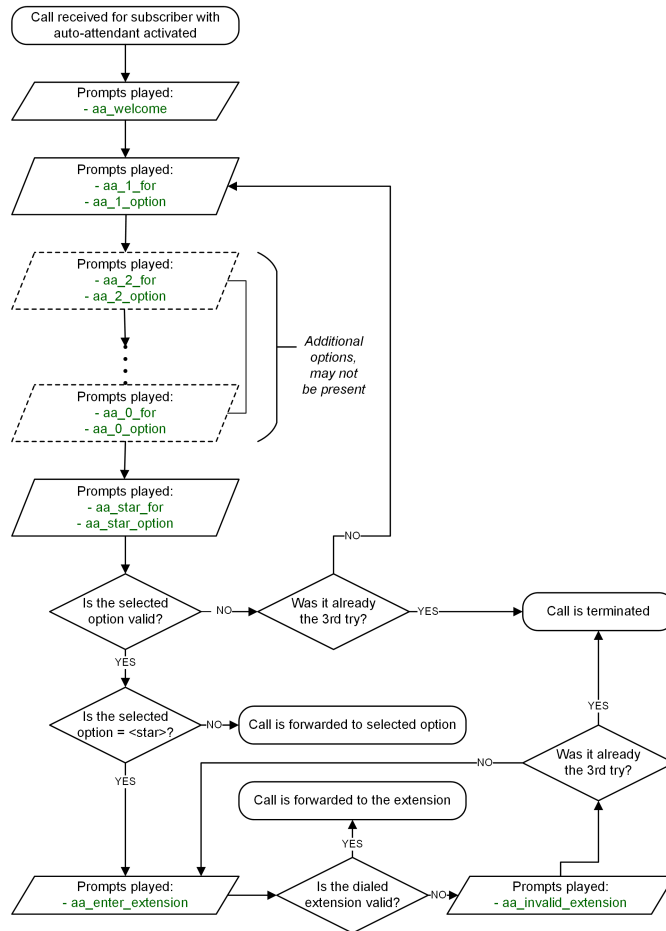 Call received for subscriber with
auto-attendant activated
Prompts played:
- aa_welcome
Prompts played:
- aa_1_for
- aa_1_option
Prompts played:
- aa_2_for
- aa_2_option
Additional
options,
may not
be present
Prompts played:
- aa_0_for
- aa_0_option
Prompts played:
- aa_star_for
- aa_star_option
NO
Is the selected
option valid?
NO
Was it already
the 3rd try?
YES
Call is terminated
YES
Is the selected
option = <star>?
NO
Call is forwarded to selected option
YES
Was it already
the 3rd try?
NO
YES
Call is forwarded to the extension
YES
Prompts played:
- aa_enter_extension
Is the dialed
extension valid?
NO
Prompts played:
- aa_invalid_extension